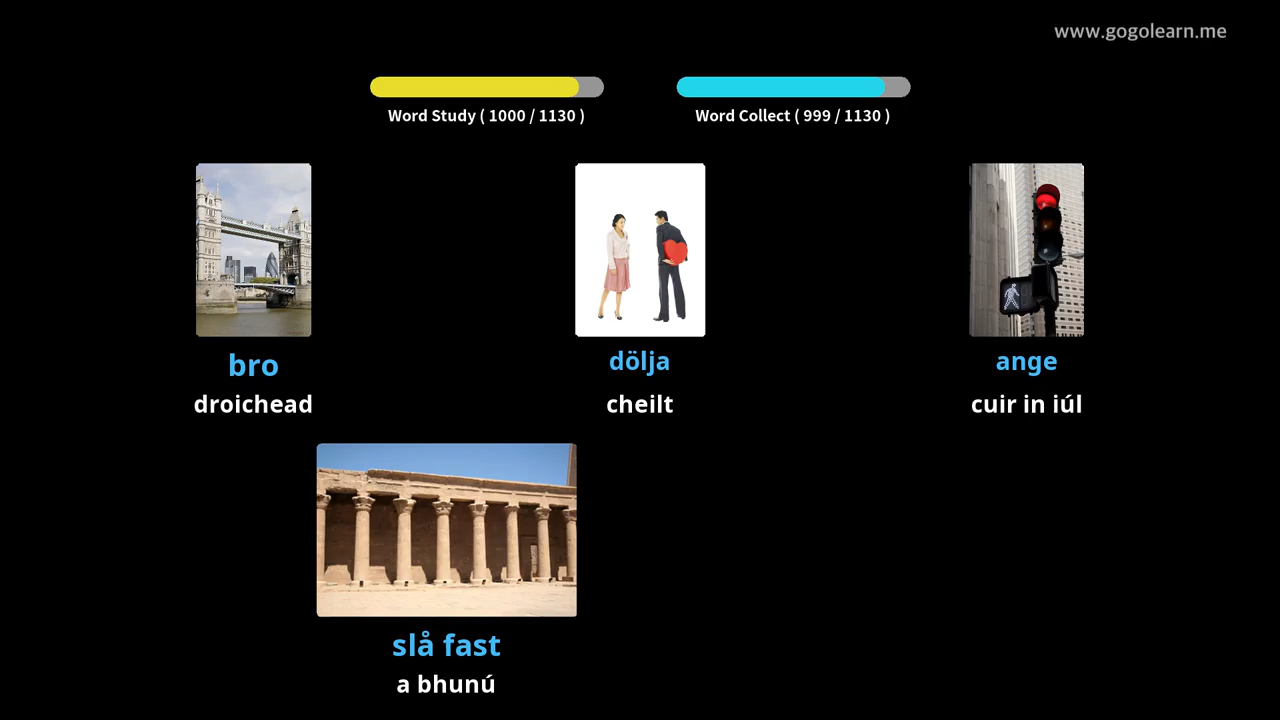 www.gogolearn.me
Word Study ( 1000 / 1130 )
Word Collect ( 999 / 1130 )
bro
droichead
dölja
cheilt
ange
cuir in iúl
slå fast
a bhunú